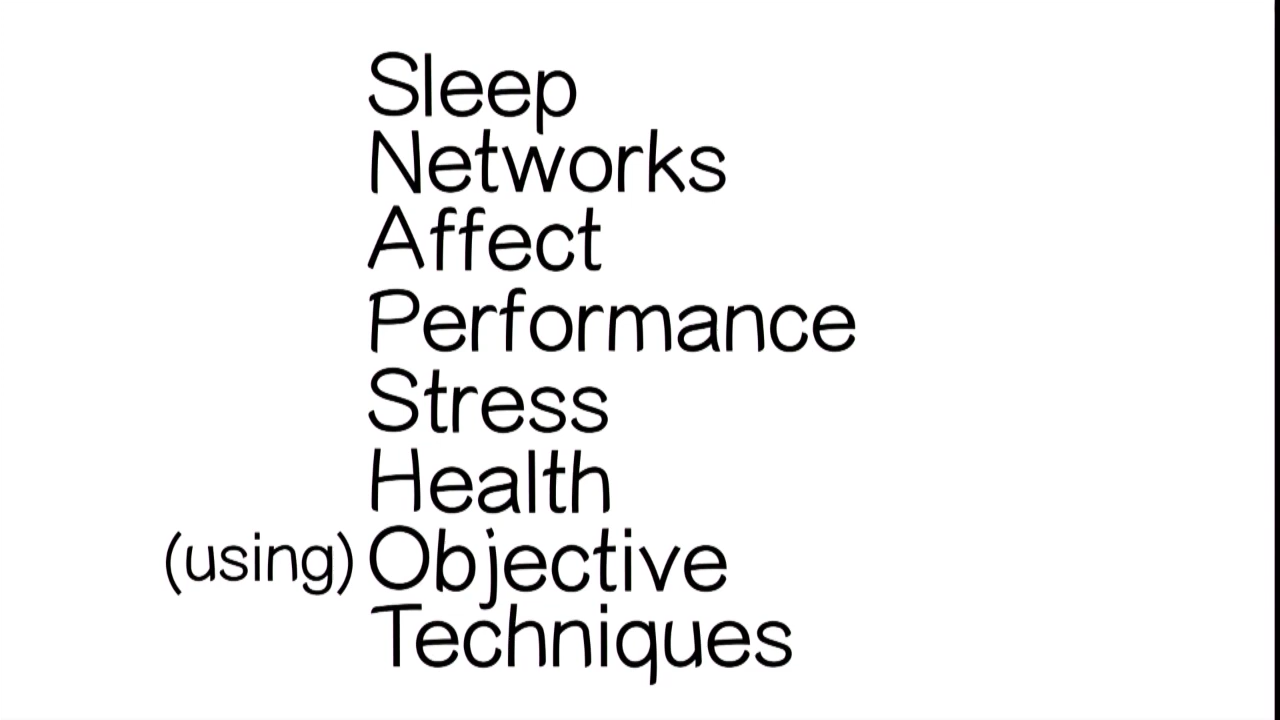 Sleep
Networks
Affect
Performance
Stress
Health
(using) Objective
Techniques